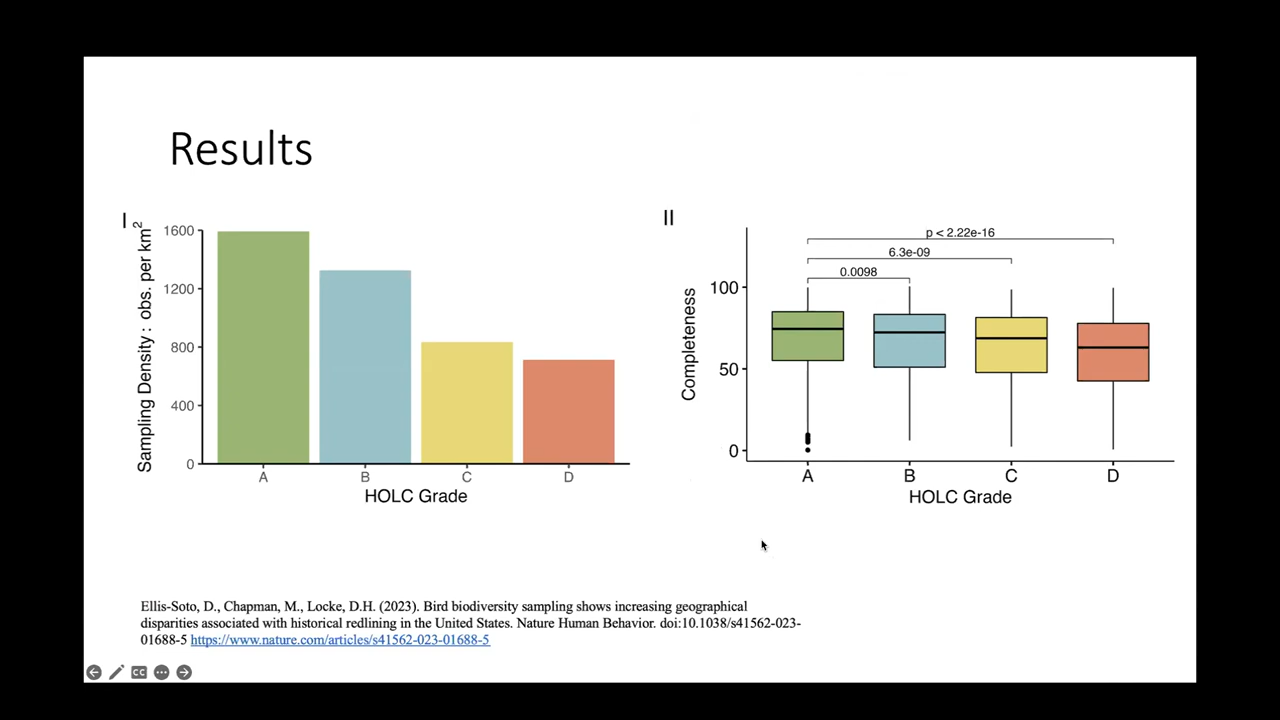 Results
I
Sampling Density : obs. per km²
1600
1200
800
400
0
A B C D
HOLC Grade
II
Completeness
100
50
0
p < 2.22e-16
6.3e-09
0.0098
A B C D
HOLC Grade
Ellis-Soto, D., Chapman, M., Locke, D.H. (2023). Bird biodiversity sampling shows increasing geographical
disparities associated with historical redlining in the United States. Nature Human Behavior. doi:10.1038/s41562-023-
01688-5 https://www.nature.com/articles/s41562-023-01688-5
CC